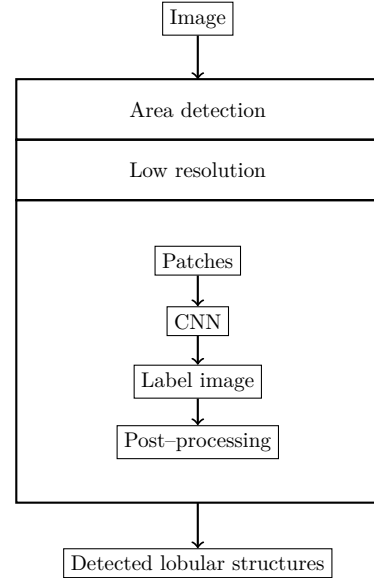 Image
Area detection
Low resolution
Patches
CNN
Label image
Post–processing
Detected lobular structures